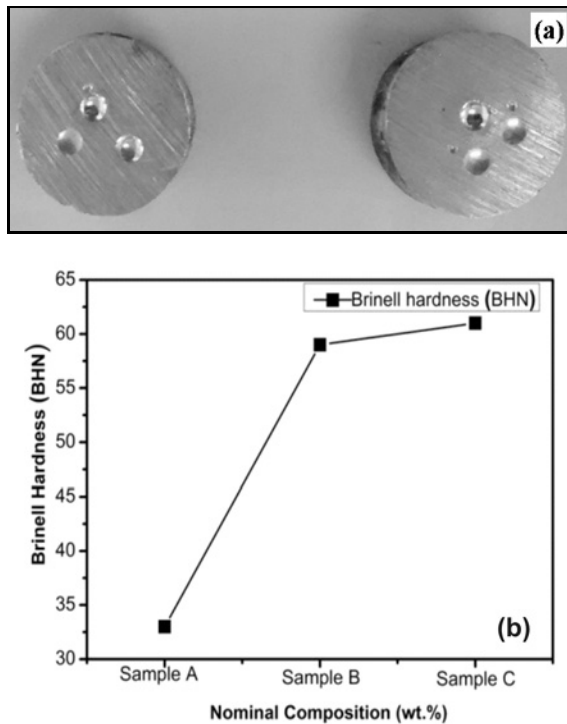 (a)
65
Brinell hardness (BHN)
60
55
50
45
40
35
30
Brinell Hardness (BHN)
(b)
Sample A Sample B Sample C
Nominal Composition (wt.%)